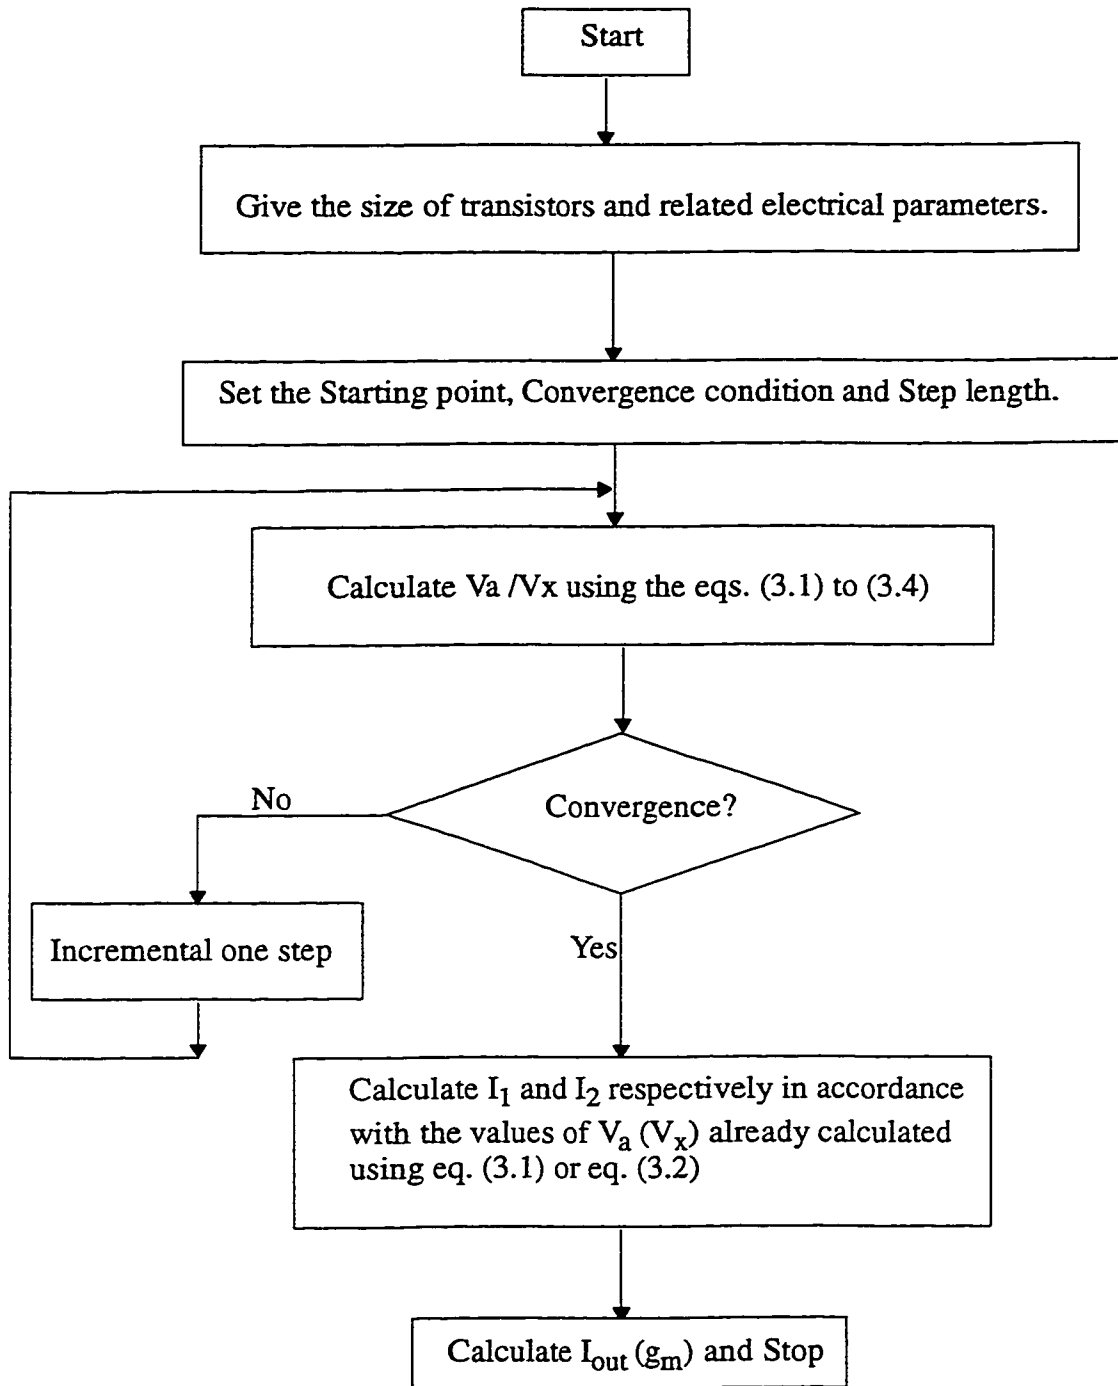 Start
Give the size of transistors and related electrical parameters.
Set the Starting point, Convergence condition and Step length.
Calculate Va /Vx using the eqs. (3.1) to (3.4)
Convergence?
No
Incremental one step
Yes
Calculate I1 and I2 respectively in accordance
with the values of Va (Vx) already calculated
using eq. (3.1) or eq. (3.2)
Calculate Iout (gm) and Stop